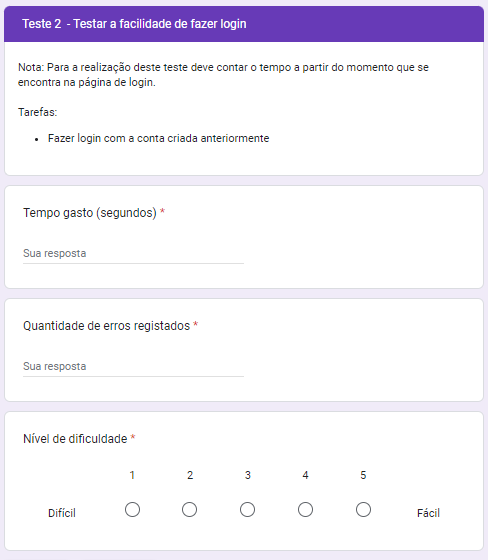 Teste 2 - Testar a facilidade de fazer login
Nota: Para a realização deste teste deve contar o tempo a partir do momento que se
encontra na página de login.
Tarefas:
• Fazer login com a conta criada anteriormente
Tempo gasto (segundos) *
Sua resposta
Quantidade de erros registados *
Sua resposta
Nível de dificuldade *
1 2 3 4 5
Difícil Fácil